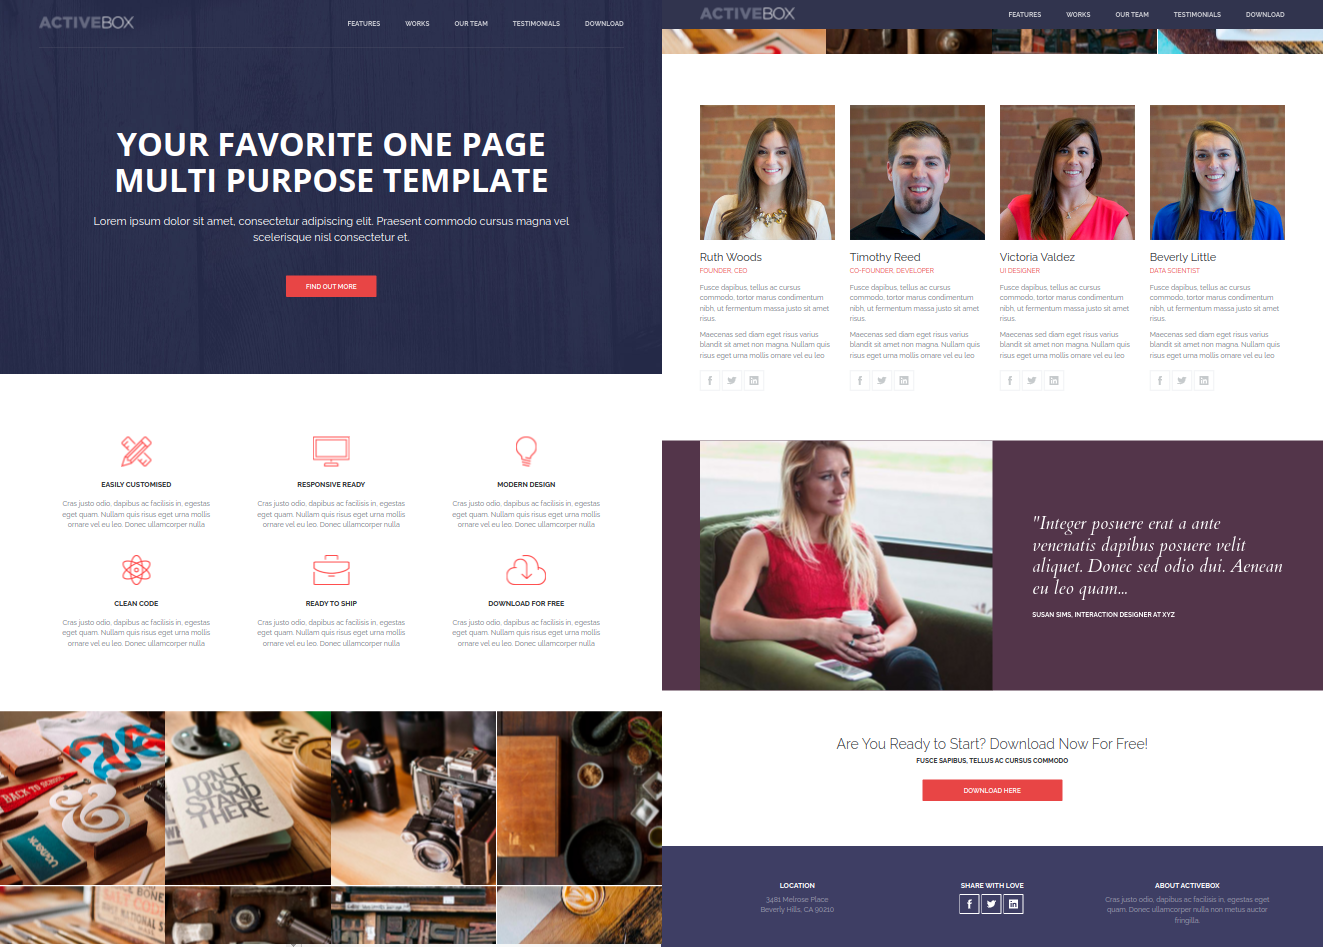 ACTIVEBOX
FEATURES WORKS OUR TEAM TESTIMONIALS DOWNLOAD
YOUR FAVORITE ONE PAGE
MULTI PURPOSE TEMPLATE
Lorem ipsum dolor sit amet, consectetur adipiscing elit. Praesent commodo cursus magna vel
scelerisque nisl consectetur et.
FIND OUT MORE
EASILY CUSTOMISED
Cras justo odio, dapibus ac facilisis in, egestas
eget quam. Nullam quis risus eget urna mollis
ornare vel eu leo. Donec ullamcorper nulla
RESPONSIVE READY
Cras justo odio, dapibus ac facilisis in, egestas
eget quam. Nullam quis risus eget urna mollis
ornare vel eu leo. Donec ullamcorper nulla
MODERN DESIGN
Cras justo odio, dapibus ac facilisis in, egestas
eget quam. Nullam quis risus eget urna mollis
ornare vel eu leo. Donec ullamcorper nulla
CLEAN CODE
Cras justo odio, dapibus ac facilisis in, egestas
eget quam. Nullam quis risus eget urna mollis
ornare vel eu leo. Donec ullamcorper nulla
READY TO SHIP
Cras justo odio, dapibus ac facilisis in, egestas
eget quam. Nullam quis risus eget urna mollis
ornare vel eu leo. Donec ullamcorper nulla
DOWNLOAD FOR FREE
Cras justo odio, dapibus ac facilisis in, egestas
eget quam. Nullam quis risus eget urna mollis
ornare vel eu leo. Donec ullamcorper nulla
BACK TO SCHOOL
&
DON'T
JUST
STAND
THERE
ACTIVEBOX
FEATURES WORKS OUR TEAM TESTIMONIALS DOWNLOAD
Ruth Woods
FOUNDER, CEO
Fusce dapibus, tellus ac cursus
commodo, tortor marus condimentum
nibh, ut fermentum massa justo sit amet
risus.
Maecenas sed diam eget risus varius
blandit sit amet non magna. Nullam quis
risus eget urna mollis ornare vel eu leo
Timothy Reed
CO-FOUNDER, DEVELOPER
Fusce dapibus, tellus ac cursus
commodo, tortor marus condimentum
nibh, ut fermentum massa justo sit amet
risus.
Maecenas sed diam eget risus varius
blandit sit amet non magna. Nullam quis
risus eget urna mollis ornare vel eu leo
Victoria Valdez
UI DESIGNER
Fusce dapibus, tellus ac cursus
commodo, tortor marus condimentum
nibh, ut fermentum massa justo sit amet
risus.
Maecenas sed diam eget risus varius
blandit sit amet non magna. Nullam quis
risus eget urna mollis ornare vel eu leo
Beverly Little
DATA SCIENTIST
Fusce dapibus, tellus ac cursus
commodo, tortor marus condimentum
nibh, ut fermentum massa justo sit amet
risus.
Maecenas sed diam eget risus varius
blandit sit amet non magna. Nullam quis
risus eget urna mollis ornare vel eu leo
"Integer posuere erat a ante
venenatis dapibus posuere velit
aliquet. Donec sed odio dui. Aenean
eu leo quam...
SUSAN SIMS, INTERACTION DESIGNER AT XYZ
Are You Ready to Start? Download Now For Free!
FUSCE SAPIBUS, TELLUS AC CURSUS COMMODO
DOWNLOAD HERE
LOCATION
3481 Melrose Place
Beverly Hills, CA 90210
SHARE WITH LOVE
ABOUT ACTIVEBOX
Cras justo odio, dapibus ac facilisis in, egestas eget
quam. Donec ullamcorper nulla non metus auctor
fringilla.